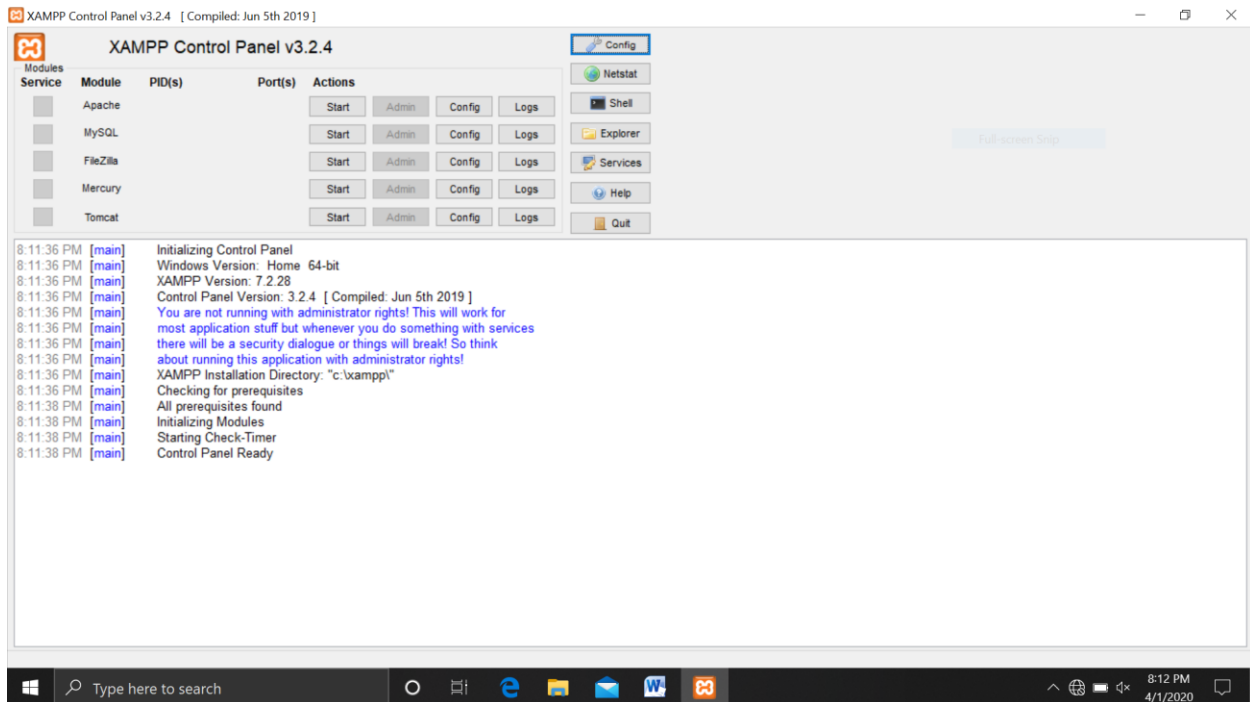 XAMPP Control Panel v3.2.4 [ Compiled: Jun 5th 2019 ]
XAMPP Control Panel v3.2.4
Config
Modules
Netstat
Service Module PID(s) Port(s) Actions
Apache Start Admin Config Logs Shell
MySQL Start Admin Config Logs Explorer
FileZilla Start Admin Config Logs Services
Mercury Start Admin Config Logs Help
Tomcat Start Admin Config Logs Quit
Full-screen Snip
8:11:36 PM [main] Initializing Control Panel
8:11:36 PM [main] Windows Version: Home 64-bit
8:11:36 PM [main] XAMPP Version: 7.2.28
8:11:36 PM [main] Control Panel Version: 3.2.4 [ Compiled: Jun 5th 2019 ]
8:11:36 PM [main] You are not running with administrator rights! This will work for
8:11:36 PM [main] most application stuff but whenever you do something with services
8:11:36 PM [main] there will be a security dialogue or things will break! So think
8:11:36 PM [main] about running this application with administrator rights!
8:11:36 PM [main] XAMPP Installation Directory: "c:\xampp\"
8:11:36 PM [main] Checking for prerequisites
8:11:38 PM [main] All prerequisites found
8:11:38 PM [main] Initializing Modules
8:11:38 PM [main] Starting Check-Timer
8:11:38 PM [main] Control Panel Ready
Type here to search
8:12 PM
4/1/2020